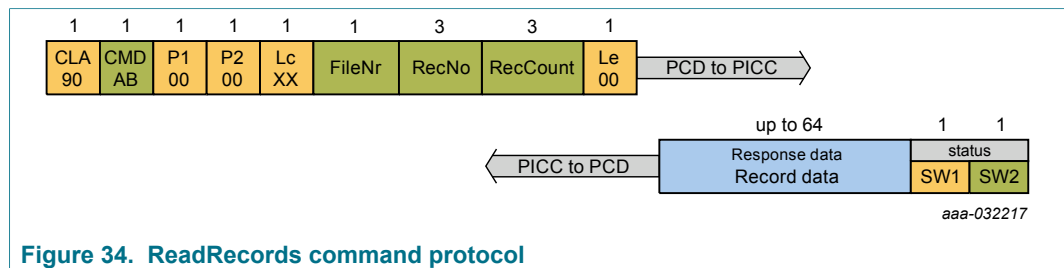 1 1 1 1 1 1 3 3 1
CLA CMD P1 P2 Lc FileNr RecNo RecCount Le PCD to PICC
90 AB 00 00 XX 00
up to 64 1 1
PICC to PCD Response data status
Record data SW1 SW2
aaa-032217
Figure 34. ReadRecords command protocol